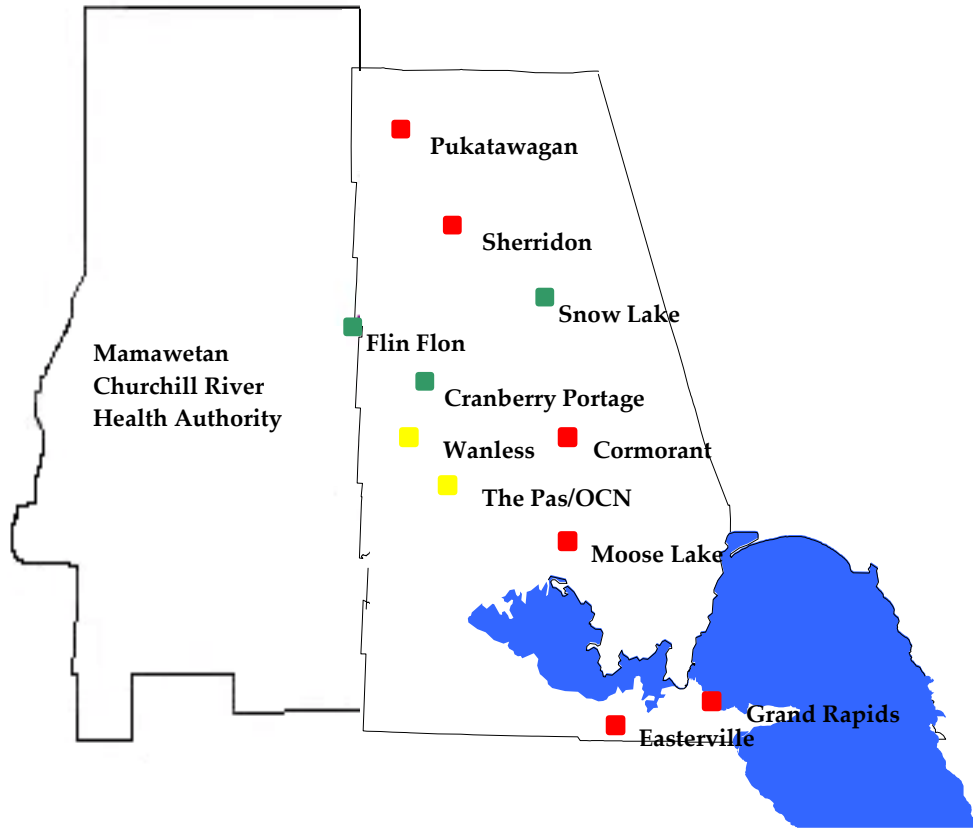 Pukatawagan
Sherridon
Snow Lake
Flin Flon
Mamawetan
Churchill River
Health Authority
Cranberry Portage
Wanless
Cormorant
The Pas/OCN
Moose Lake
Grand Rapids
Easterville